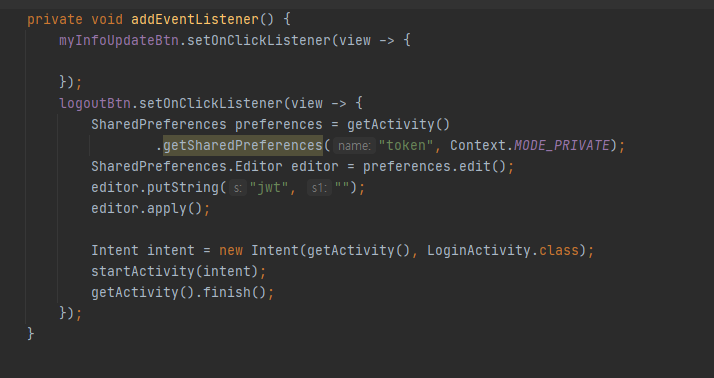 private void addEventListener() {
myInfoUpdateBtn.setOnClickListener(view -> {
});
logoutBtn.setOnClickListener(view -> {
SharedPreferences preferences = getActivity()
.getSharedPreferences( name: "token", Context.MODE_PRIVATE);
SharedPreferences.Editor editor = preferences.edit();
editor.putString( s: "jwt", s1: "");
editor.apply();
Intent intent = new Intent(getActivity(), LoginActivity.class);
startActivity(intent);
getActivity().finish();
});
}